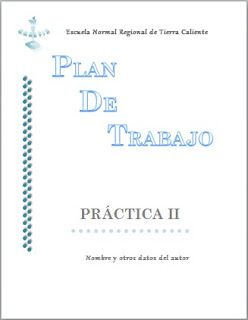 Escuela Normal Regional de Tierra Caliente
PLAN
DE
TRABAJO
PRÁCTICA II
Nombre y otros datos del autor